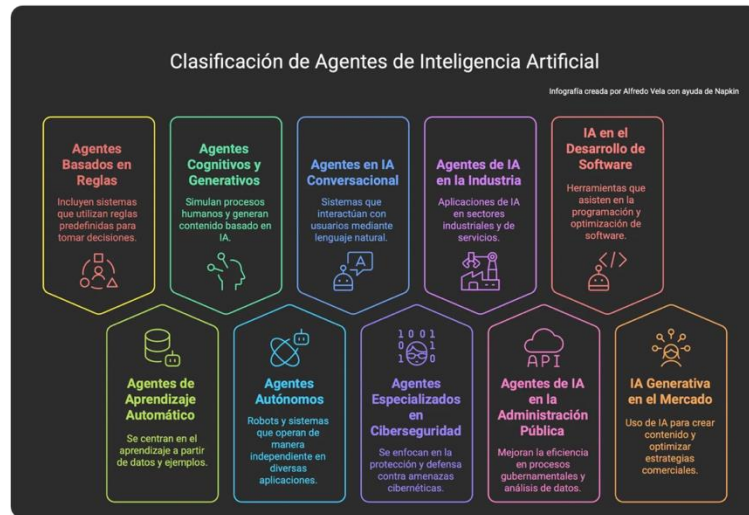 Clasificación de Agentes de Inteligencia Artificial
Infografía creada por Alfredo Vela con ayuda de Napkin
Agentes
Basados en
Reglas
Incluyen sistemas
que utilizan reglas
predefinidas para
tomar decisiones.
Agentes
Cognitivos y
Generativos
Simulan procesos
humanos y generan
contenido basado en
IA.
Agentes en IA
Conversacional
Sistemas que
interactúan con
usuarios mediante
lenguaje natural.
A
Agentes de IA
en la Industria
Aplicaciones de IA
en sectores
industriales y de
servicios.
IA en el
Desarrollo de
Software
Herramientas que
asisten en la
programación y
optimización de
software.
</>
Agentes de
Aprendizaje
Automático
Se centran en el
aprendizaje a partir
de datos y ejemplos.
Agentes
Autónomos
Robots y sistemas
que operan de
manera
independiente en
diversas
aplicaciones.
1 0 0 1
0 1
1 0
Agentes
Especializados
en
Ciberseguridad
Se enfocan en la
protección y defensa
contra amenazas
cibernéticas.
API
Agentes de IA
en la
Administración
Pública
Mejoran la eficiencia
en procesos
gubernamentales y
análisis de datos.
IA Generativa
en el Mercado
Uso de IA para crear
contenido y
optimizar
estrategias
comerciales.